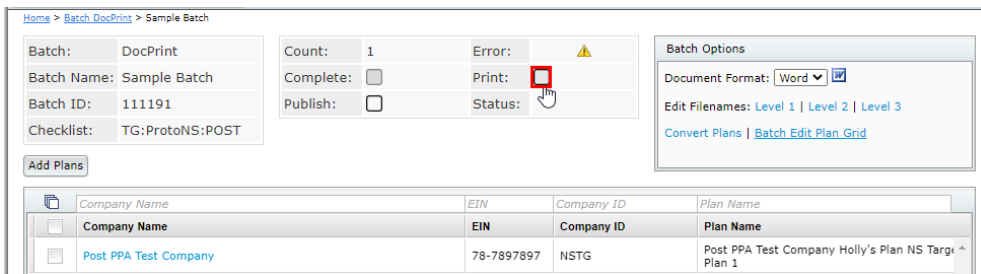 Home > Batch DocPrint > Sample Batch
Batch: DocPrint
Batch Name: Sample Batch
Batch ID: 111191
Checklist: TG:ProtoNS:POST
Count: 1 Error:
Complete: Print:
Publish: Status:
Batch Options
Document Format: Word
Edit Filenames: Level 1 | Level 2 | Level 3
Convert Plans | Batch Edit Plan Grid
Add Plans
Company Name EIN Company ID Plan Name
Company Name EIN Company ID Plan Name
Post PPA Test Company 78-7897897 NSTG Post PPA Test Company Holly's Plan NS Targe
Plan 1